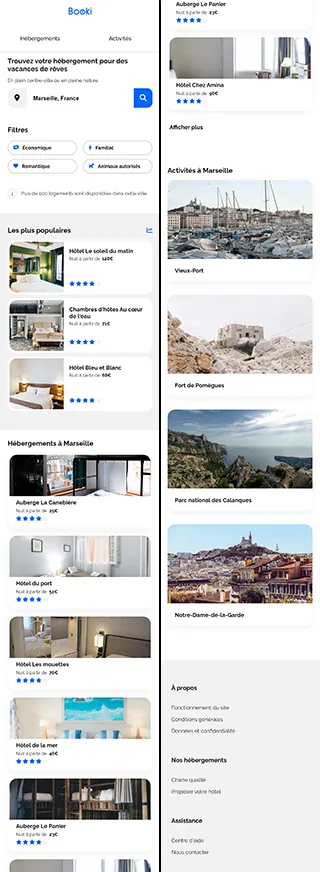 Booki
Hébergements
Activités
Trouvez votre hébergement pour des
vacances de rêves
En plein centre-ville ou en pleine nature
Marseille, France
Filtres
Économique
Familial
Romantique
Animaux autorisés
Plus de 500 logements sont disponibles dans cette ville
Les plus populaires
Hôtel Le soleil du matin
Nuit à partir de 128€
Chambres d'hôtes Au cœur
de l'eau
Nuit à partir de 71€
Hôtel Bleu et Blanc
Nuit à partir de 68€
Hébergements à Marseille
Auberge La Canebière
Nuit à partir de 25€
Hôtel du port
Nuit à partir de 52€
Hôtel Les mouettes
Nuit à partir de 76€
Hôtel de la mer
Nuit à partir de 46€
Auberge Le Panier
Nuit à partir de 23€
Auberge Le Panier
Nuit à partir de 23€
Hôtel Chez Amina
Nuit à partir de 96€
Afficher plus
Activités à Marseille
Vieux-Port
Fort de Pomègues
Parc national des Calanques
Notre-Dame-de-la-Garde
À propos
Fonctionnement du site
Conditions générales
Données et confidentialité
Nos hébergements
Charte qualité
Proposer votre hôtel
Assistance
Centre d'aide
Nous contacter